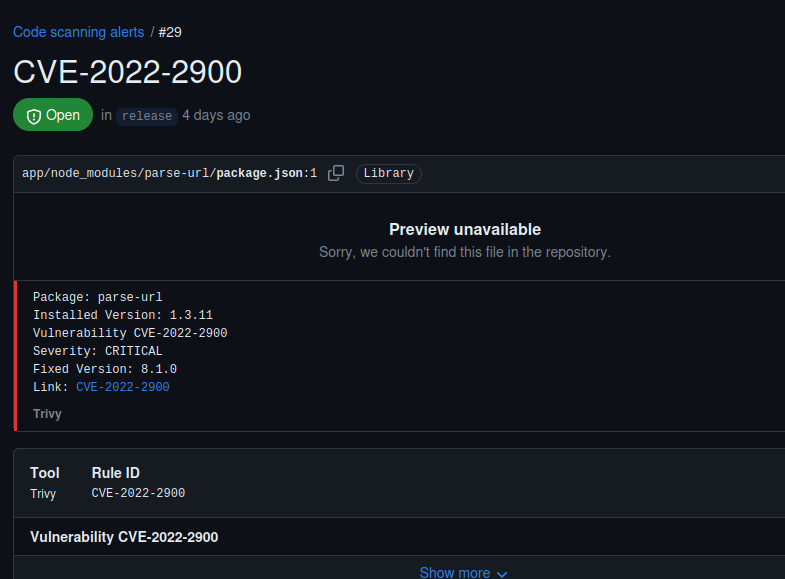 Code scanning alerts / #29
CVE-2022-2900
Open in release 4 days ago
app/node_modules/parse-url/package.json:1 Library
Preview unavailable
Sorry, we couldn't find this file in the repository.
Package: parse-url
Installed Version: 1.3.11
Vulnerability CVE-2022-2900
Severity: CRITICAL
Fixed Version: 8.1.0
Link: CVE-2022-2900
Trivy
Tool Rule ID
Trivy CVE-2022-2900
Vulnerability CVE-2022-2900
Show more